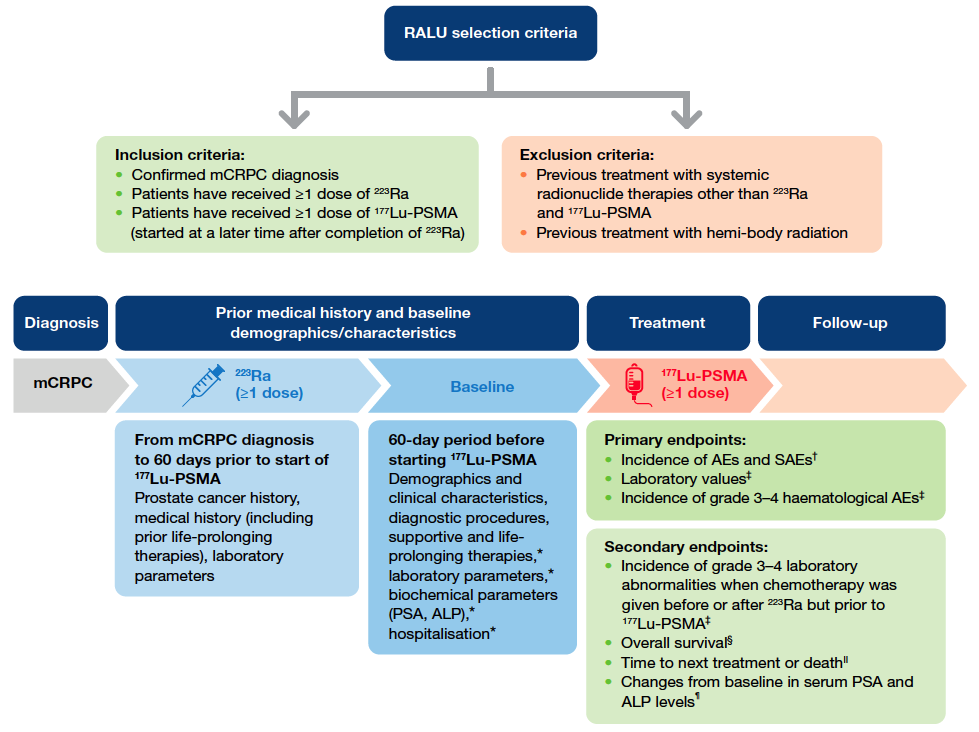 RALU selection criteria
Inclusion criteria:
• Confirmed mCRPC diagnosis
• Patients have received ≥1 dose of ²²³Ra
• Patients have received ≥1 dose of ¹⁷⁷Lu-PSMA
(started at a later time after completion of ²²³Ra)
Exclusion criteria:
• Previous treatment with systemic
radionuclide therapies other than ²²³Ra
and ¹⁷⁷Lu-PSMA
• Previous treatment with hemi-body radiation
Diagnosis
Prior medical history and baseline
demographics/characteristics
Treatment
Follow-up
mCRPC
²²³Ra
(≥1 dose)
Baseline
¹⁷⁷Lu-PSMA
(≥1 dose)
From mCRPC diagnosis
to 60 days prior to start of
¹⁷⁷Lu-PSMA
Prostate cancer history,
medical history (including
prior life-prolonging
therapies), laboratory
parameters
60-day period before
starting ¹⁷⁷Lu-PSMA
Demographics and
clinical characteristics,
diagnostic procedures,
supportive and life-
prolonging therapies,*
laboratory parameters,*
biochemical parameters
(PSA, ALP),*
hospitalisation*
Primary endpoints:
• Incidence of AEs and SAEs†
• Laboratory values‡
• Incidence of grade 3–4 haematological AEs‡
Secondary endpoints:
• Incidence of grade 3–4 laboratory
abnormalities when chemotherapy was
given before or after ²²³Ra but prior to
¹⁷⁷Lu-PSMA‡
• Overall survival§
• Time to next treatment or death||
• Changes from baseline in serum PSA and
ALP levels¶